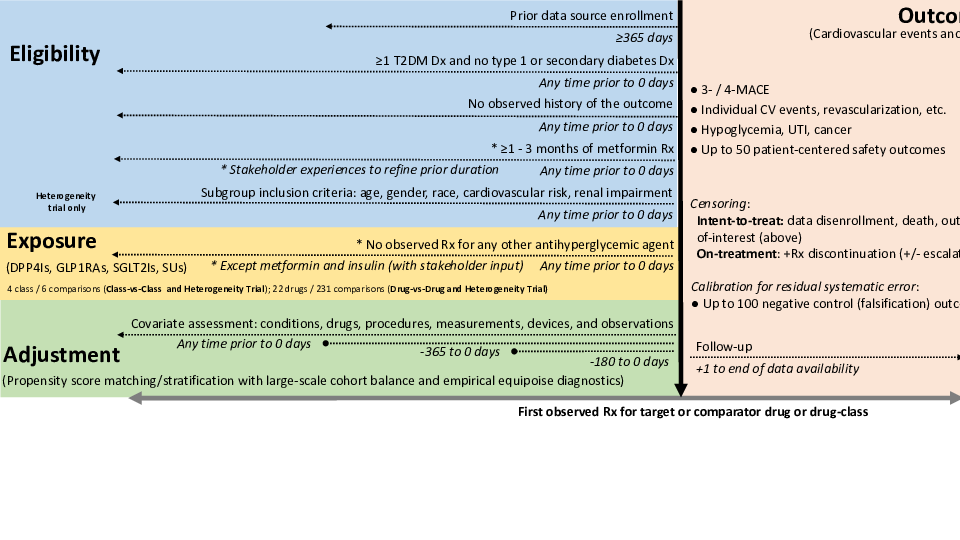 Prior data source enrollment
≥365 days
Eligibility
≥1 T2DM Dx and no type 1 or secondary diabetes Dx
Any time prior to 0 days
No observed history of the outcome
Any time prior to 0 days
* ≥1 - 3 months of metformin Rx
* Stakeholder experiences to refine prior duration
Any time prior to 0 days
Heterogeneity
trial only
Subgroup inclusion criteria: age, gender, race, cardiovascular risk, renal impairment
Any time prior to 0 days
Exposure
* No observed Rx for any other antihyperglycemic agent
(DPP4Is, GLP1RAs, SGLT2Is, SUs)
* Except metformin and insulin (with stakeholder input)
Any time prior to 0 days
4 class / 6 comparisons (Class-vs-Class and Heterogeneity Trial); 22 drugs / 231 comparisons (Drug-vs-Drug and Heterogeneity Trial)
Covariate assessment: conditions, drugs, procedures, measurements, devices, and observations
Any time prior to 0 days
-365 to 0 days
-180 to 0 days
Adjustment
(Propensity score matching/stratification with large-scale cohort balance and empirical equipoise diagnostics)
Outco
(Cardiovascular events and
● 3- / 4-MACE
● Individual CV events, revascularization, etc.
● Hypoglycemia, UTI, cancer
● Up to 50 patient-centered safety outcomes
Censoring:
Intent-to-treat: data disenrollment, death, out
of-interest (above)
On-treatment: +Rx discontinuation (+/- escalat
Calibration for residual systematic error:
● Up to 100 negative control (falsification) outc
Follow-up
+1 to end of data availability
First observed Rx for target or comparator drug or drug-class